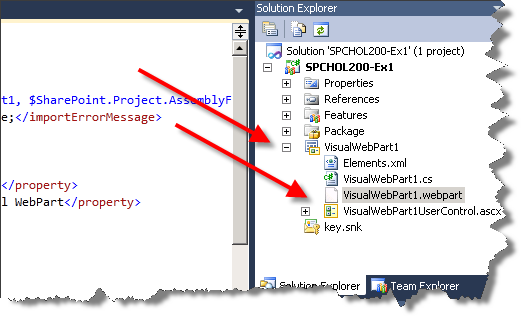 Solution Explorer
Solution 'SPCHOL200-Ex1' (1 project)
SPCHOL200-Ex1
Properties
References
Features
Package
VisualWebPart1
Elements.xml
VisualWebPart1.cs
VisualWebPart1.webpart
VisualWebPart1UserControl.ascx
key.snk
t1, $SharePoint.Project.AssemblyF
e;</importErrorMessage>
</property>
l WebPart</property>
Solution Explorer
Team Explorer